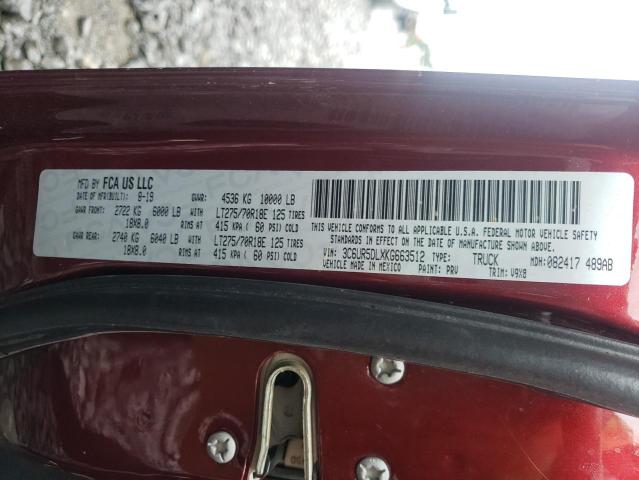 MFD BY FCA US LLC
DATE OF MFR(BUILT): 8-19 GVWR: 4536 KG 10000 LB
GAWR FRONT: 2722 KG 6000 LB LT275/70R18E 125 TIRES
18X8.0 RIMS AT 415 KPA ( 60 PSI) COLD
GAWR REAR: 2740 KG 6040 LB LT275/70R18E 125 TIRES
18X8.0 RIMS AT 415 KPA ( 60 PSI) COLD
THIS VEHICLE CONFORMS TO ALL APPLICABLE U.S.A. FEDERAL MOTOR VEHICLE SAFETY
STANDARDS IN EFFECT ON THE DATE OF MANUFACTURE SHOWN ABOVE.
VIN: 3C6UR5DLXKG663512 TYPE: TRUCK MDH: 082417 489AB
VEHICLE MADE IN MEXICO PAINT: PRV TRIM: V9X8